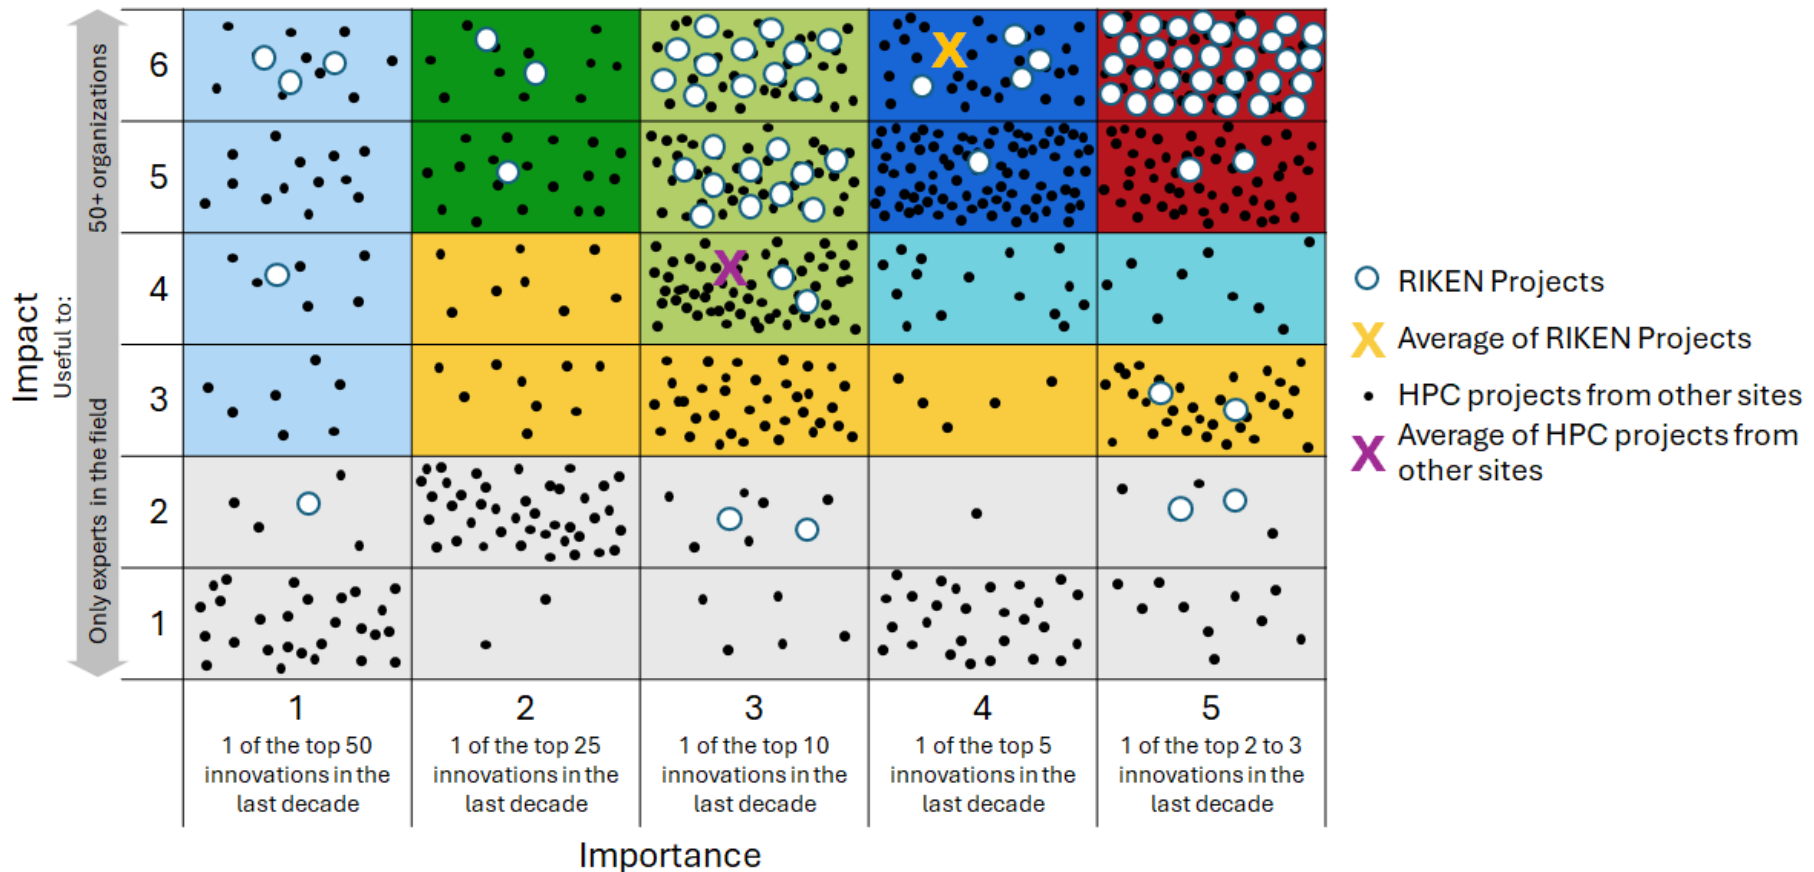 Impact
Useful to:
50+ organizations
Only experts in the field
6
5
4
3
2
1
X
X
1
2
3
4
5
1 of the top 50
innovations in the
last decade
1 of the top 25
innovations in the
last decade
1 of the top 10
innovations in the
last decade
1 of the top 5
innovations in the
last decade
1 of the top 2 to 3
innovations in the
last decade
Importance
RIKEN Projects
X Average of RIKEN Projects
HPC projects from other sites
X Average of HPC projects from
other sites